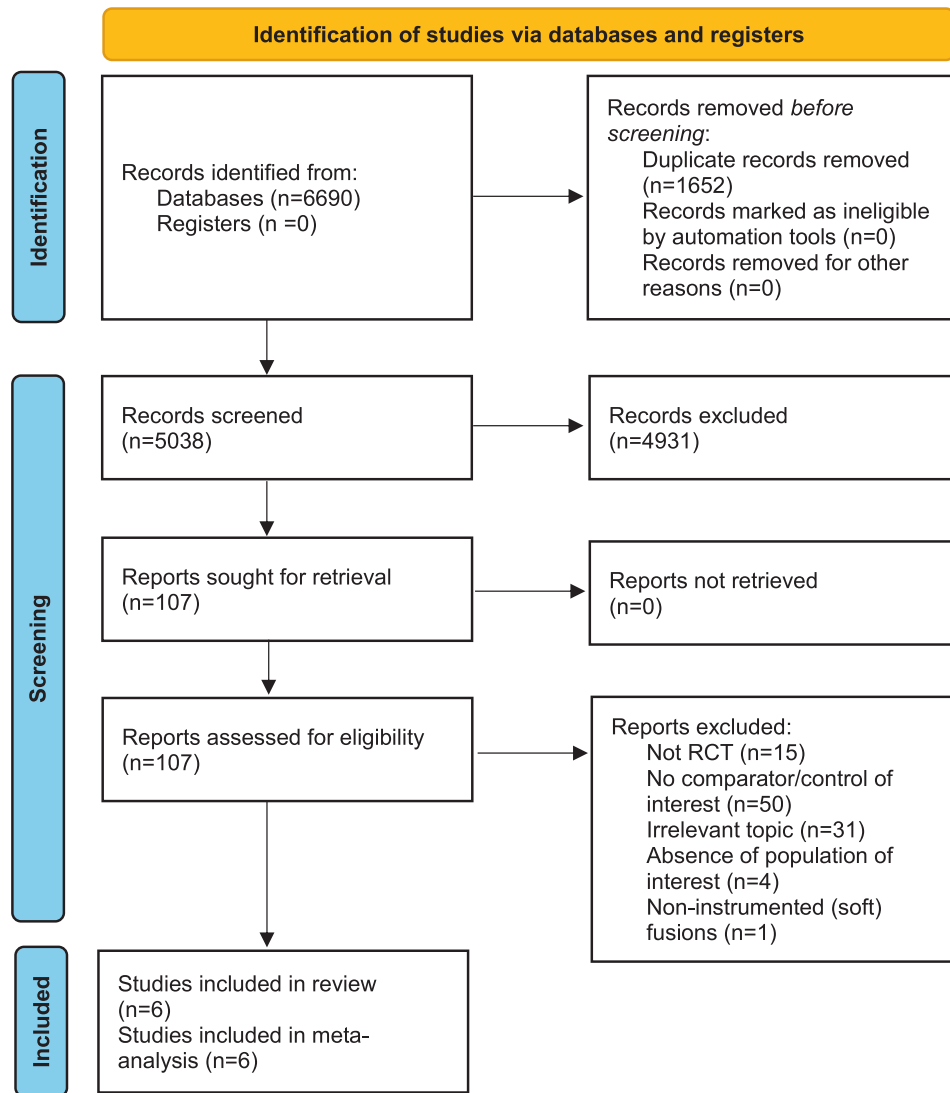 Identification of studies via databases and registers
Identification
Records identified from:
Databases (n=6690)
Registers (n =0)
Records removed before
screening:
Duplicate records removed
(n=1652)
Records marked as ineligible
by automation tools (n=0)
Records removed for other
reasons (n=0)
Screening
Records screened
(n=5038)
Records excluded
(n=4931)
Reports sought for retrieval
(n=107)
Reports not retrieved
(n=0)
Reports assessed for eligibility
(n=107)
Reports excluded:
Not RCT (n=15)
No comparator/control of
interest (n=50)
Irrelevant topic (n=31)
Absence of population of
interest (n=4)
Non-instrumented (soft)
fusions (n=1)
Included
Studies included in review
(n=6)
Studies included in meta-
analysis (n=6)